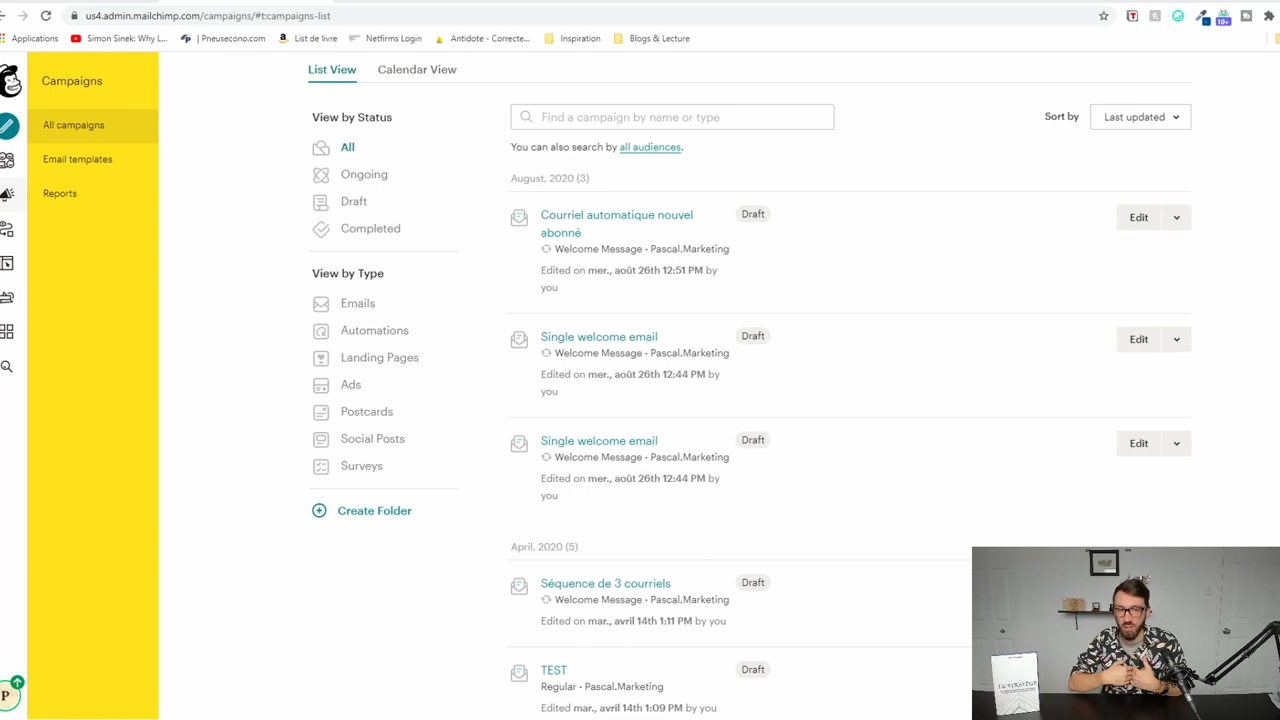 us4.admin.mailchimp.com/campaigns/#t:campaigns-list
T
10+
Applications
Simon Sinek: Why L...
| Pneusecono.com
List de livre
Netfirms Login
Antidote - Correcte...
Inspiration
Blogs & Lecture
Campaigns
All campaigns
Email templates
Reports
P
List View
Calendar View
View by Status
All
Ongoing
Draft
Completed
View by Type
Emails
Automations
Landing Pages
Ads
Postcards
Social Posts
Surveys
Create Folder
Find a campaign by name or type
Sort by
Last updated
You can also search by all audiences.
August, 2020 (3)
Courriel automatique nouvel
abonné
Draft
Edit
Welcome Message • Pascal.Marketing
Edited on mer., août 26th 12:51 PM by
you
Single welcome email
Draft
Edit
Welcome Message • Pascal.Marketing
Edited on mer., août 26th 12:44 PM by
you
Single welcome email
Draft
Edit
Welcome Message • Pascal.Marketing
Edited on mer., août 26th 12:44 PM by
you
April, 2020 (5)
Séquence de 3 courriels
Draft
Welcome Message • Pascal.Marketing
Edited on mar., avril 14th 1:11 PM by you
TEST
Draft
Regular • Pascal.Marketing
Edited mar., avril 14th 1:09 PM by you